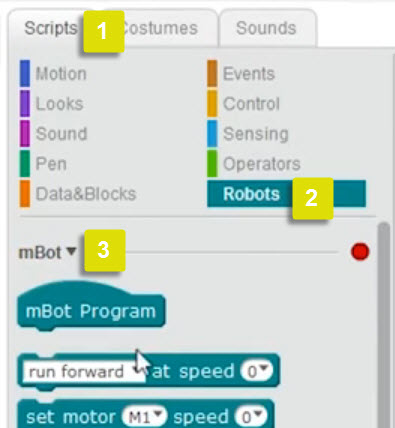 Scripts 1 Costumes Sounds
Motion Events
Looks Control
Sound Sensing
Pen Operators
Data&Blocks Robots 2
mBot 3
mBot Program
run forward at speed 0
set motor M1 speed 0